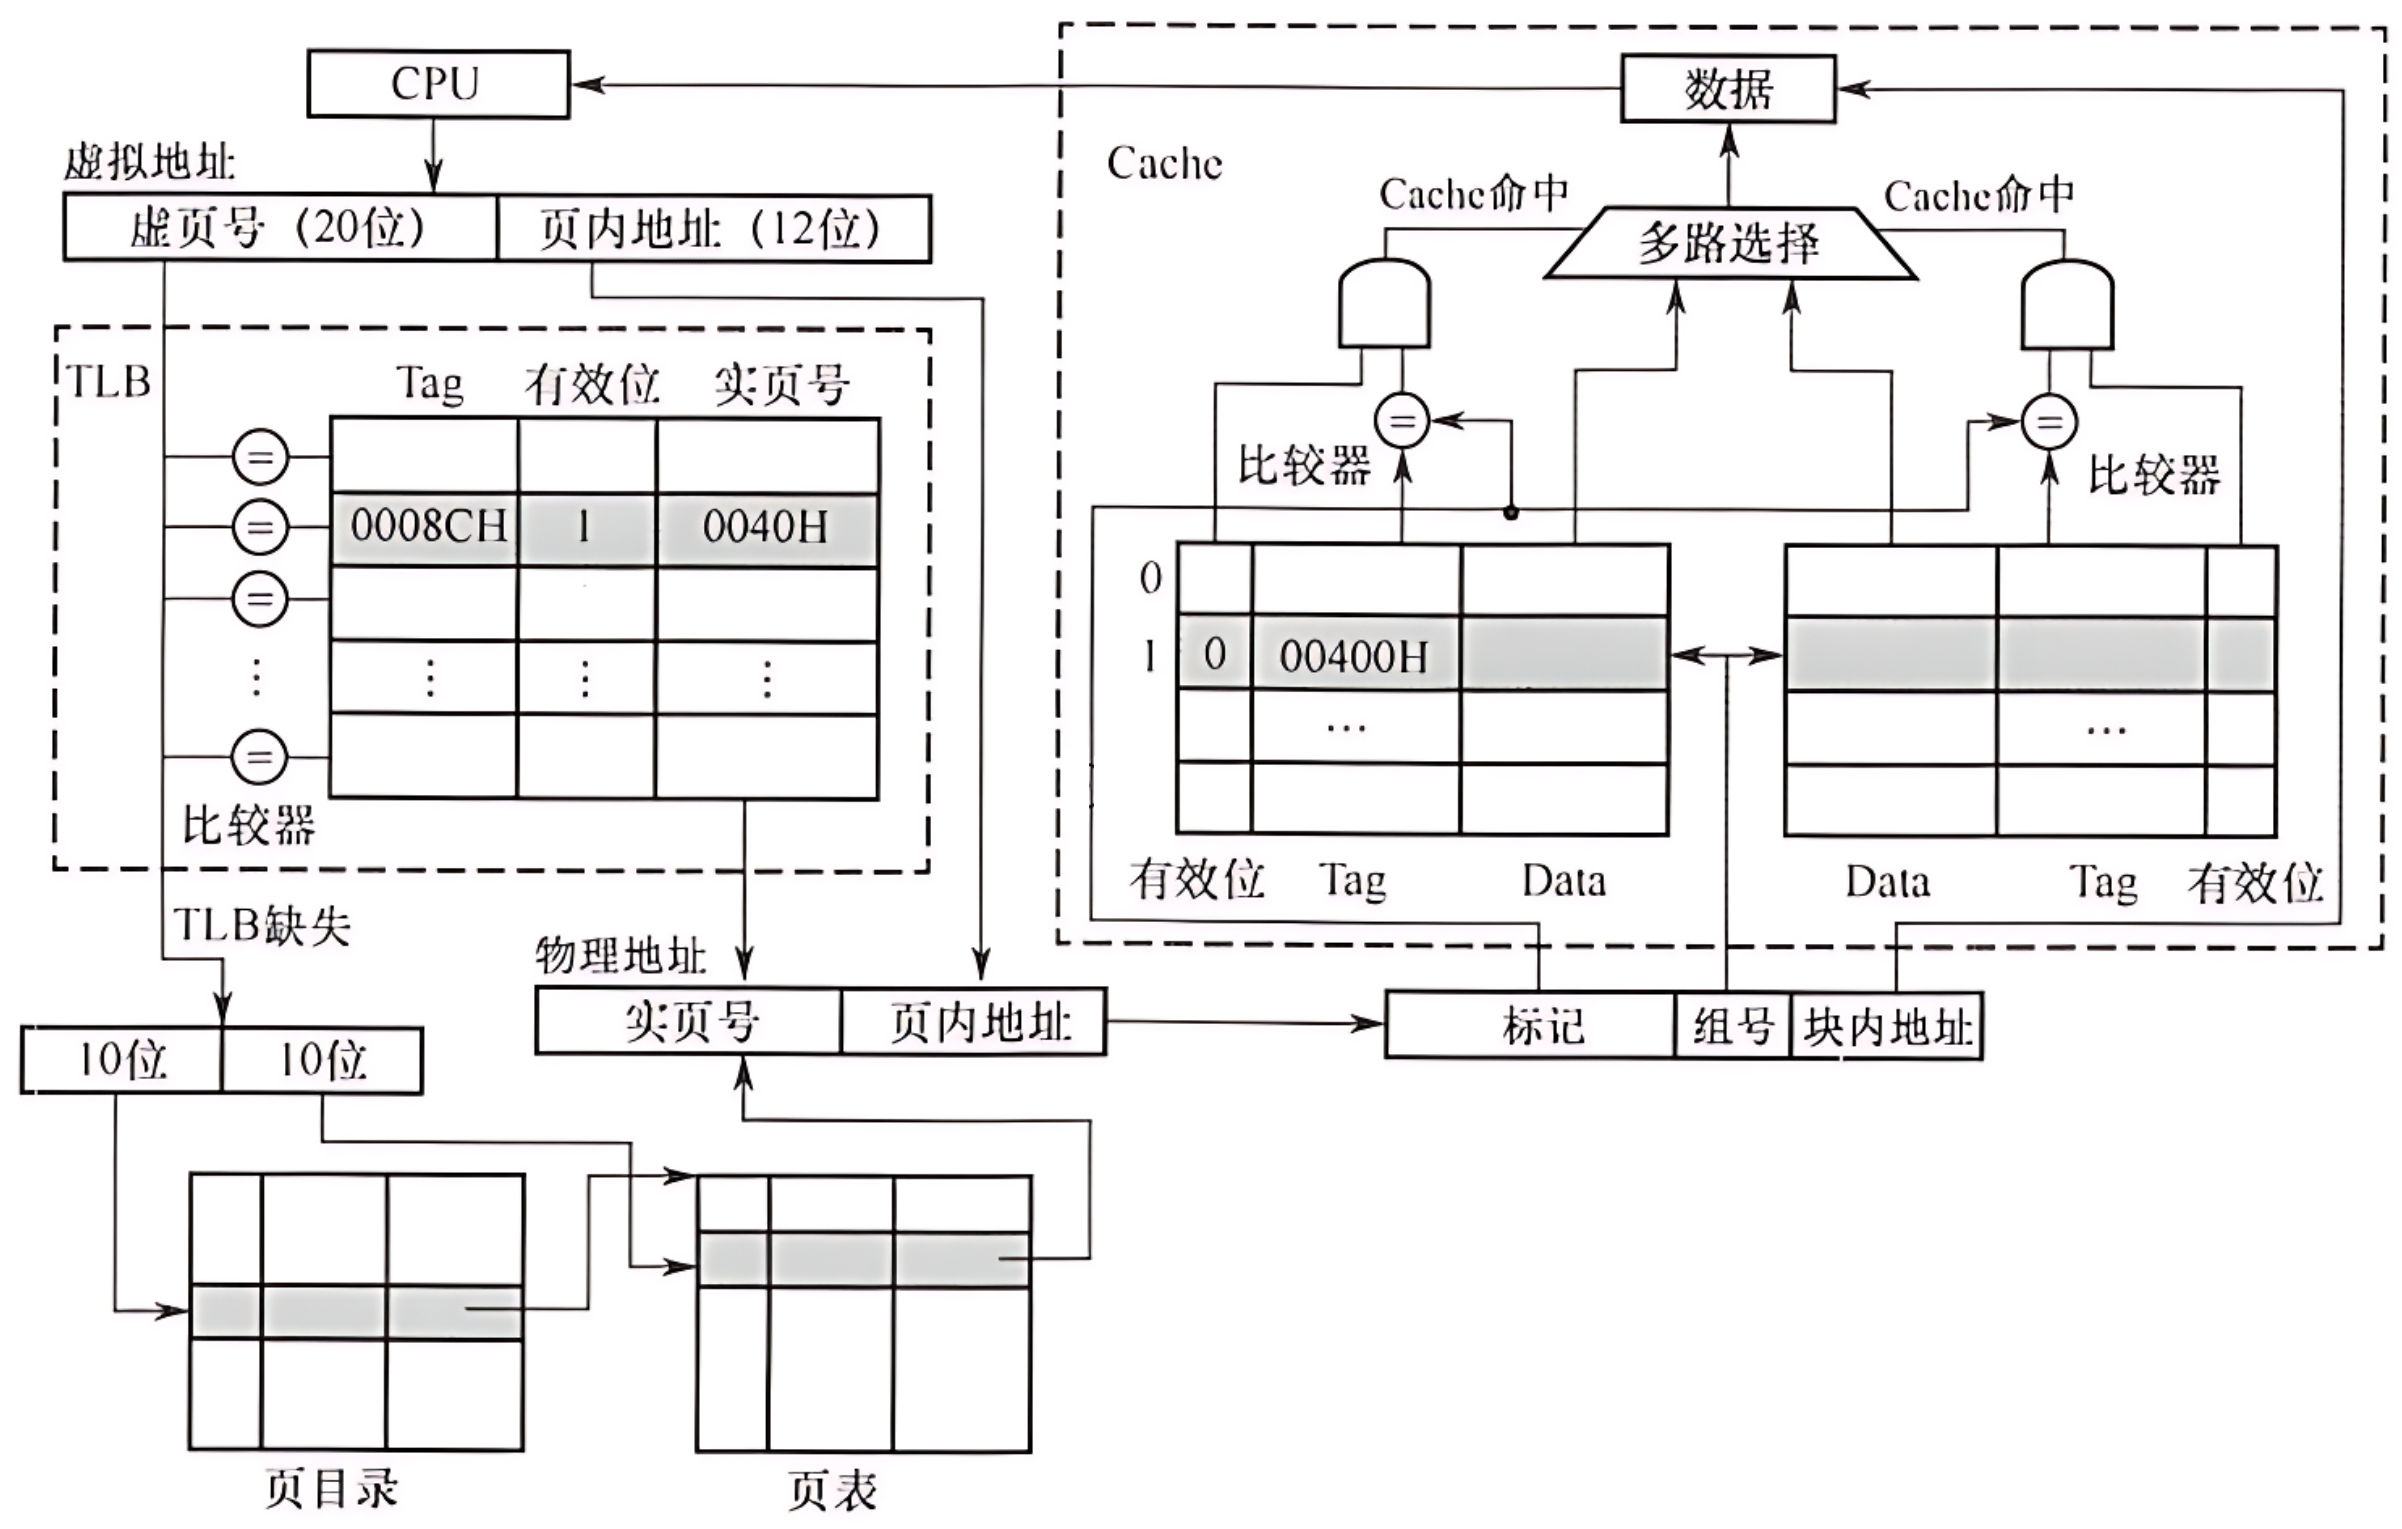 CPU
数据
虚拟地址
虚页号（20位） 页内地址（12位）
Cache
Cache命中 Cache命中
多路选择
TLB
Tag 有效位 实页号
=
= 0008CH 1 0040H
=
⋮ ⋮ ⋮ ⋮
=
比较器
TLB缺失
= =
比较器 比较器
0
1 0 00400H
… …
有效位 Tag Data Data Tag 有效位
物理地址
实页号 页内地址
标记 组号 块内地址
10位 10位
页目录 页表